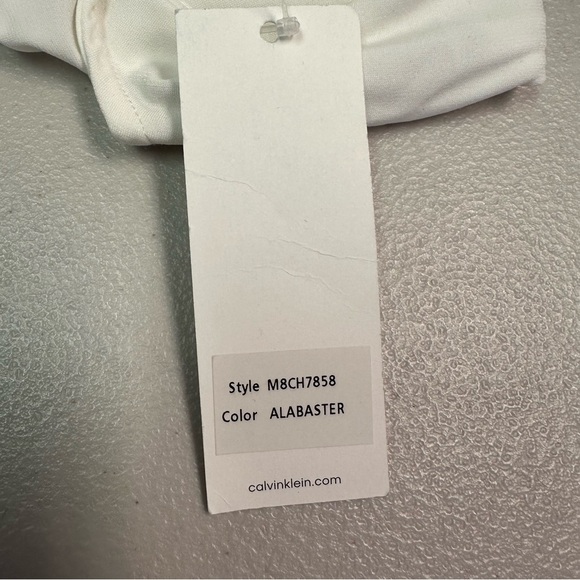 Style M8CH7858
Color ALABASTER
calvinklein.com